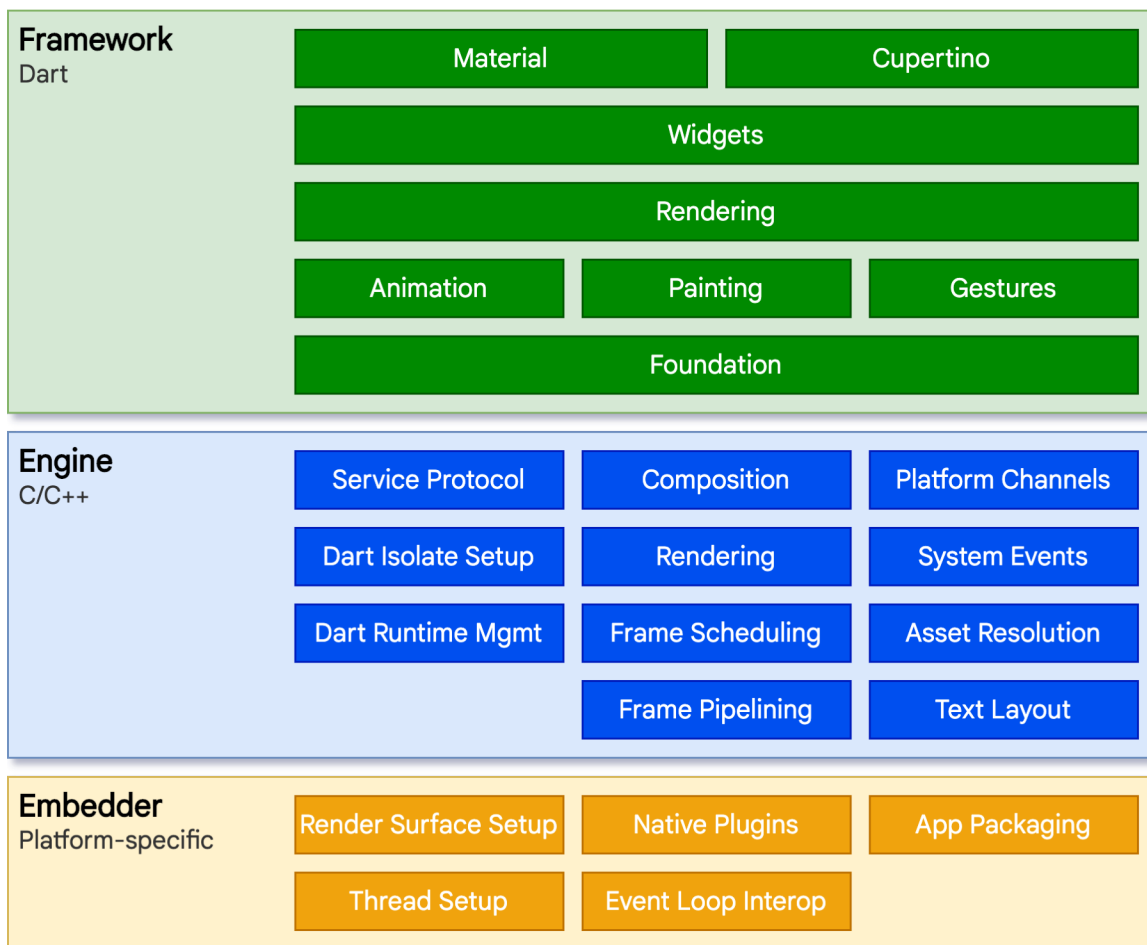 Framework
Dart
Material
Cupertino
Widgets
Rendering
Animation
Painting
Gestures
Foundation
Engine
C/C++
Service Protocol
Composition
Platform Channels
Dart Isolate Setup
Rendering
System Events
Dart Runtime Mgmt
Frame Scheduling
Asset Resolution
Frame Pipelining
Text Layout
Embedder
Platform-specific
Render Surface Setup
Native Plugins
App Packaging
Thread Setup
Event Loop Interop